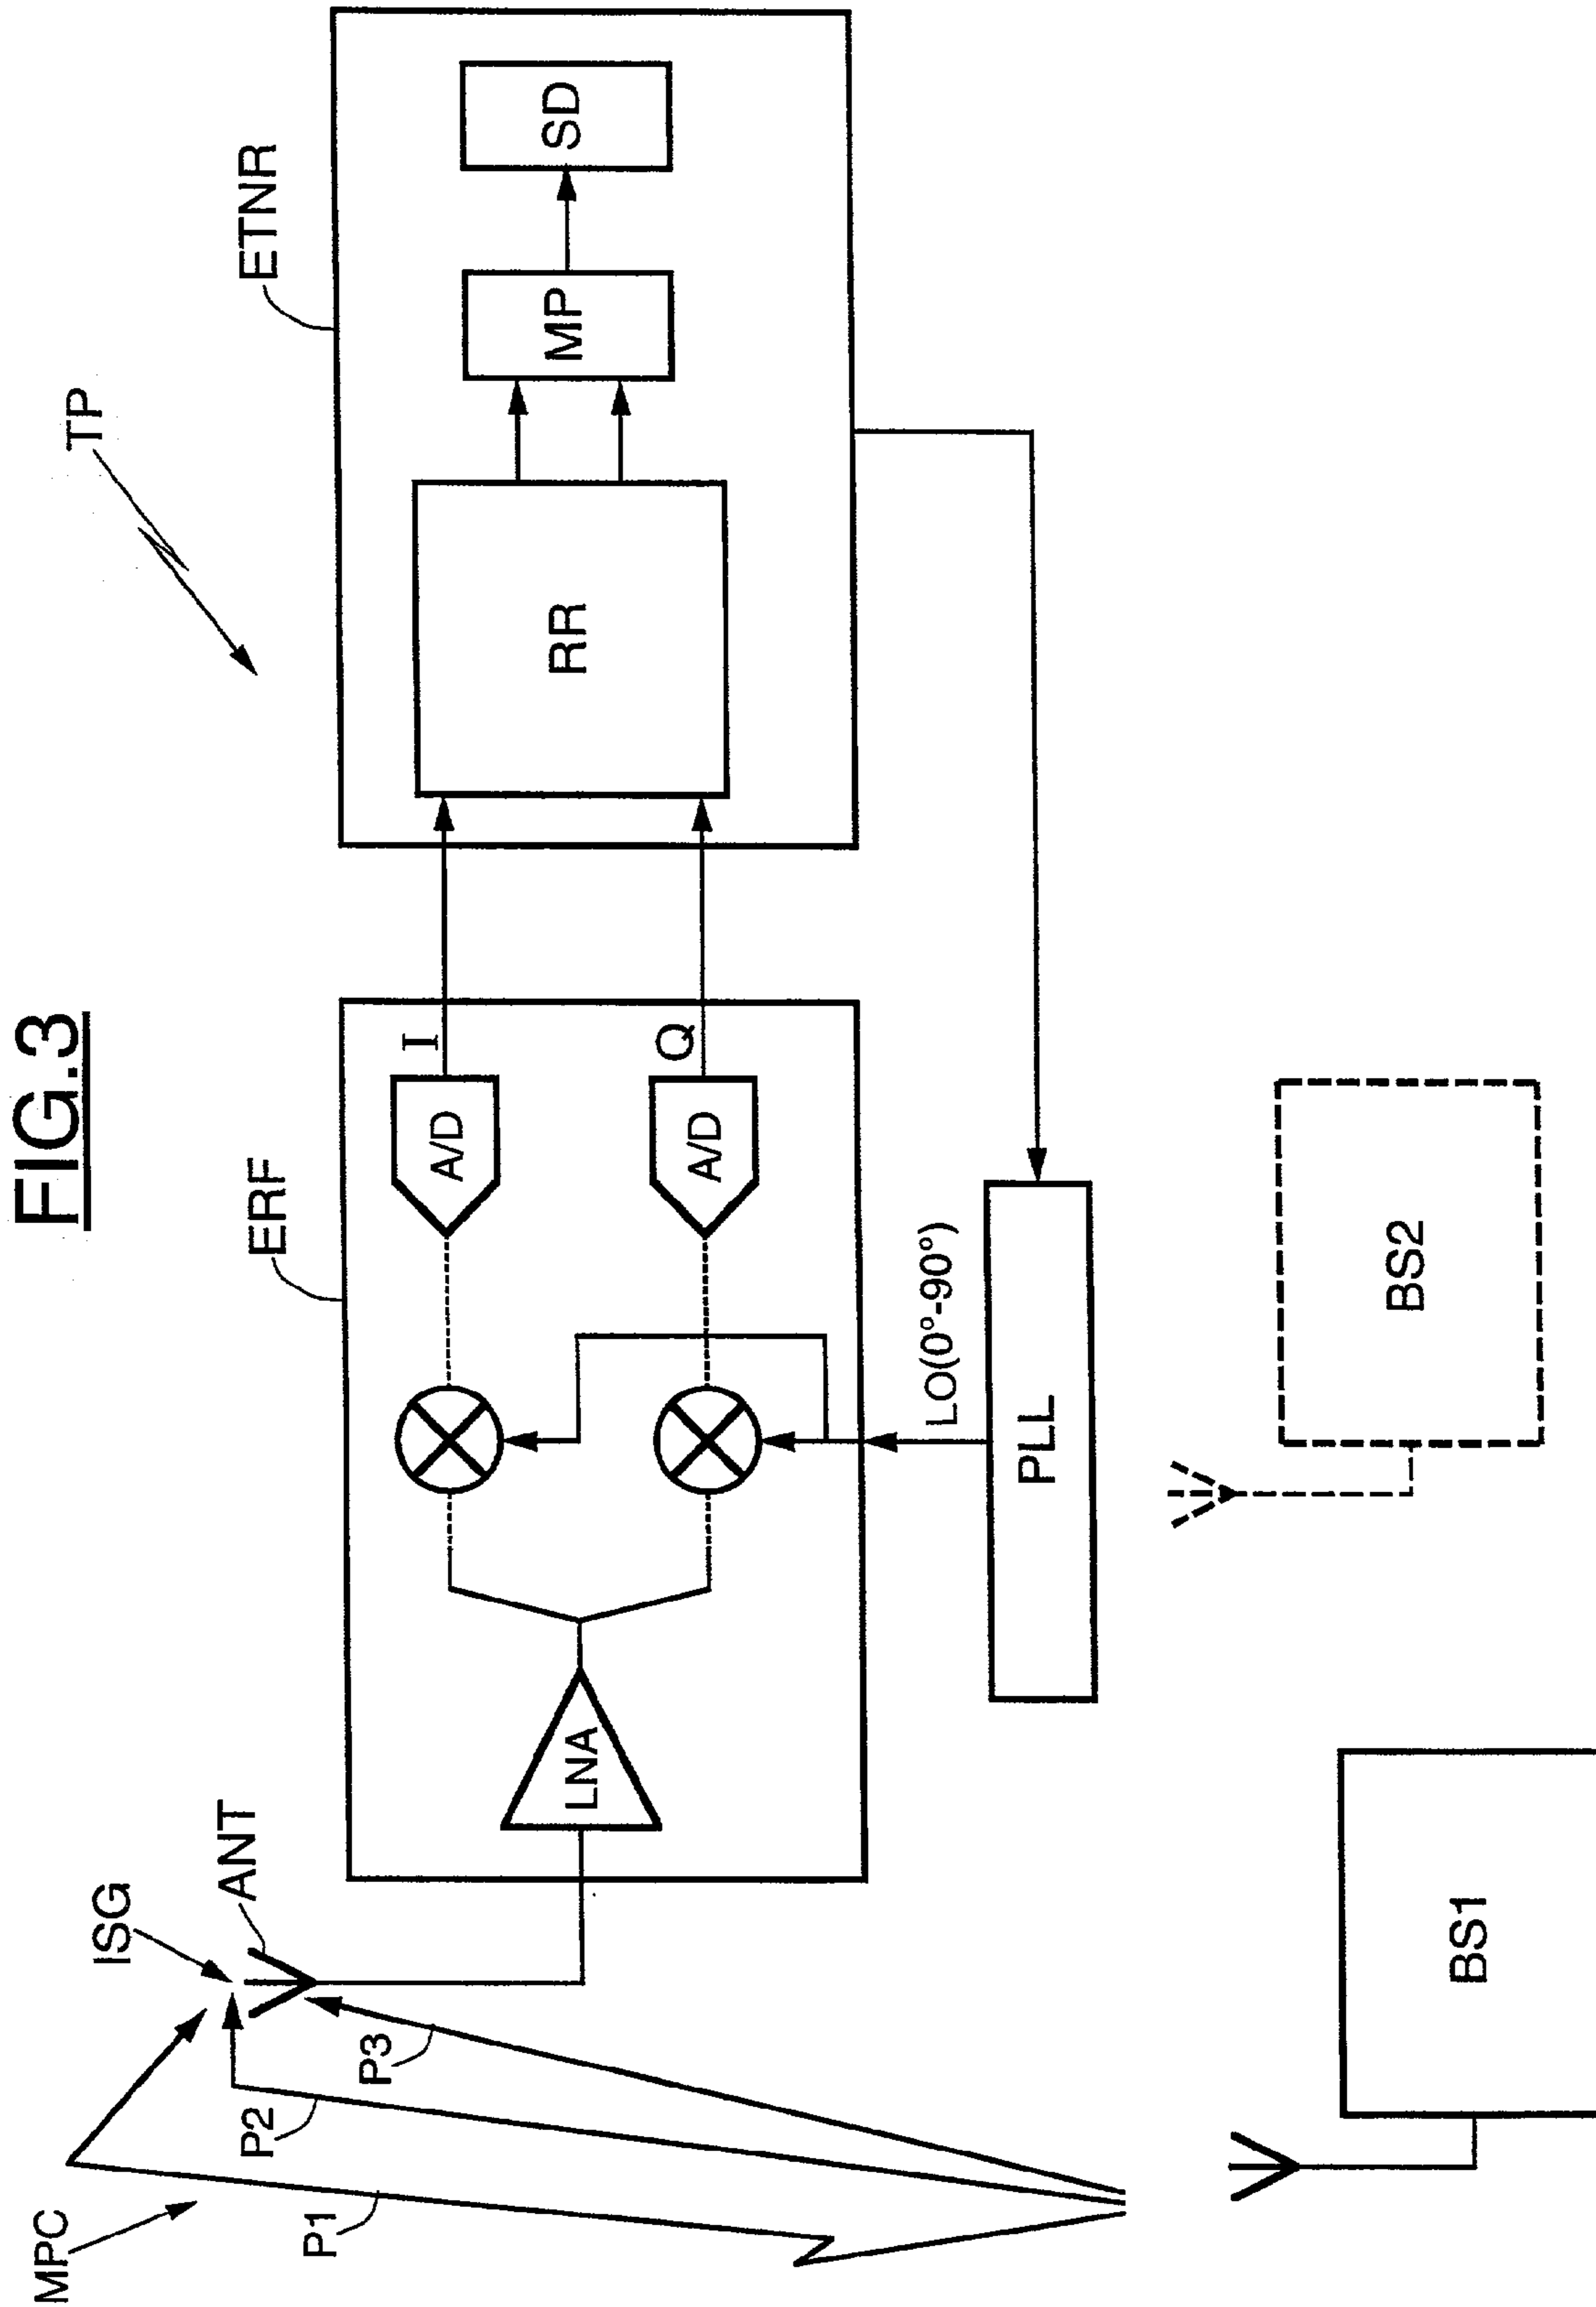 FIG.3
TP
ETNR
ERF
ISG
ANT
MPC
P1
P2
P3
LNA
A/D
I
A/D
Q
RR
MP
SD
LO(0°-90°)
PLL
BS1
BS2